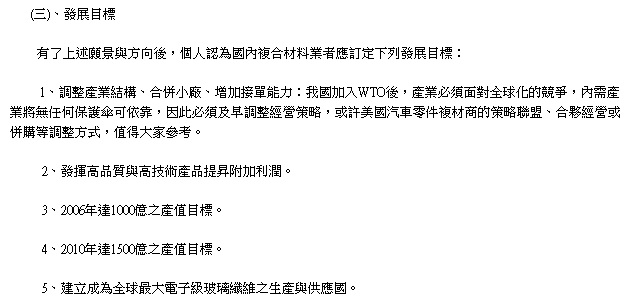 (三)、發展目標
有了上述願景與方向後，個人認為國內複合材料業者應訂定下列發展目標：
1、調整產業結構、合併小廠、增加接單能力：我國加入WTO後，產業必須面對全球化的競爭，內需產
業將無任何保護傘可依靠，因此必須及早調整經營策略，或許美國汽車零件複材商的策略聯盟、合夥經營或
併購等調整方式，值得大家參考。
2、發揮高品質與高技術產品提昇附加利潤。
3、2006年達1000億之產值目標。
4、2010年達1500億之產值目標。
5、建立成為全球最大電子級玻璃纖維之生產與供應國。